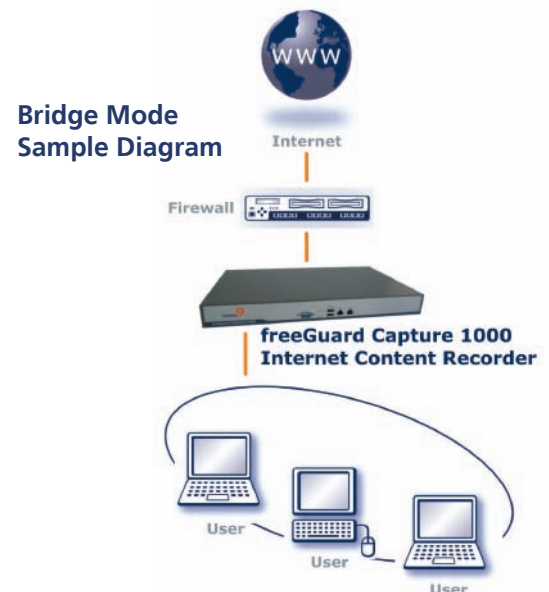 www
Bridge Mode
Sample Diagram
Internet
Firewall
freeGuard Capture 1000
Internet Content Recorder
User
User
User